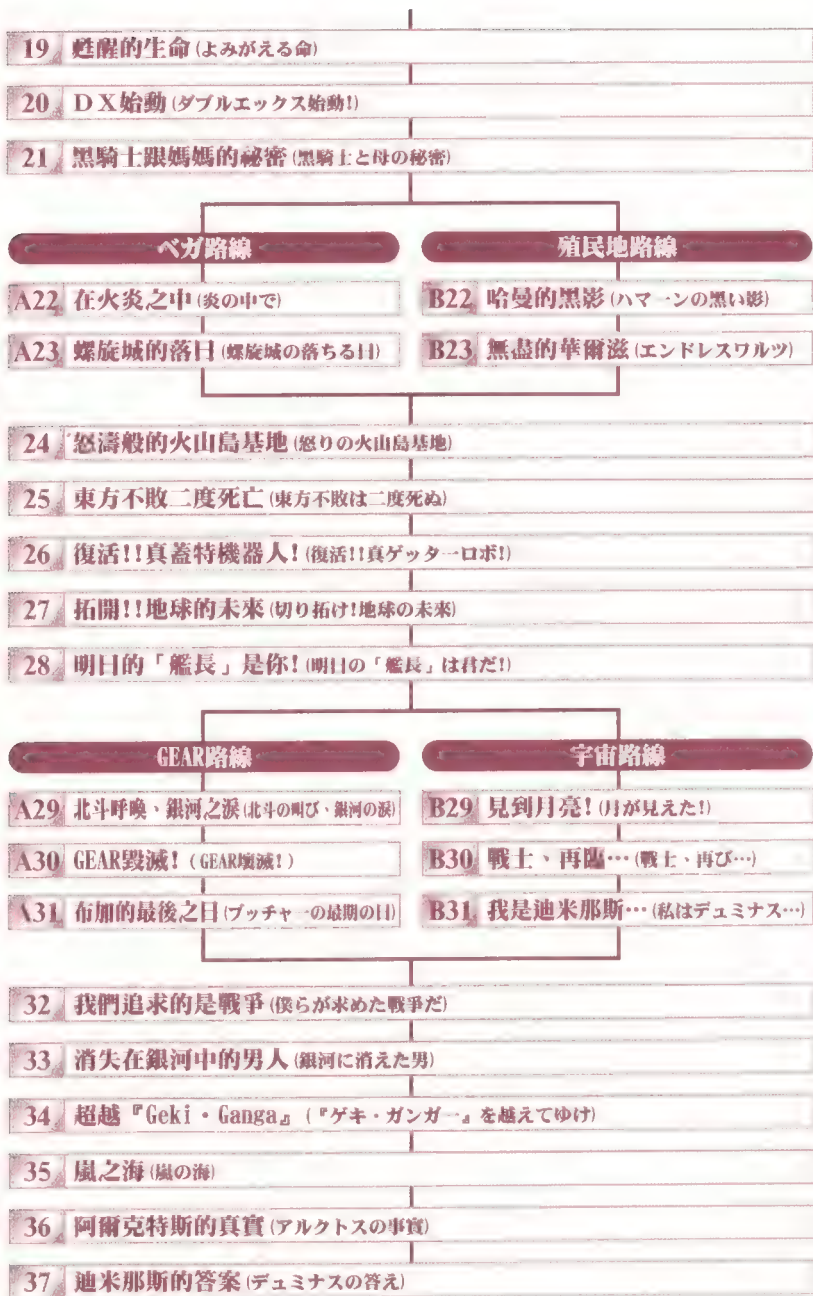 19 甦醒的生命(よみがえる命)
20 DX始動(ダブルエックス始動!)
21 黑騎士跟媽媽的祕密(黒騎士と母の秘密)
ベガ路線
殖民地路線
A22 在火炎之中(炎の中で)
B22 哈曼的黑影(ハマーンの黒い影)
A23 螺旋城的落日(螺旋城の落ちる日)
B23 無盡的華爾滋(エンドレスワルツ)
24 怒濤般的火山島基地(怒りの火山島基地)
25 東方不敗二度死亡(東方不敗は二度死ぬ)
26 復活!!真蓋特機器人!(復活!!真ゲッターロボ!)
27 拓開!!地球的未來(切り拓け!地球の未来)
28 明日的「艦長」是你!(明日の「艦長」は君だ!)
GEAR路線
宇宙路線
A29 北斗呼喚、銀河之淚(北斗の叫び、銀河の涙)
B29 見到月亮!(月が見えた!)
A30 GEAR毀滅!(GEAR壊滅!)
B30 戰士、再臨…(戦士、再び…)
A31 布加的最後之日(ブッチャーの最期の日)
B31 我是迪米那斯…(私はデュミナス…)
32 我們追求的是戰爭(僕らが求めた戦争だ)
33 消失在銀河中的男人(銀河に消えた男)
34 超越『Geki・Ganga』(『ゲキ・ガンガー』を越えてゆけ)
35 嵐之海(嵐の海)
36 阿爾克特斯的真實(アルクトスの事實)
37 迪米那斯的答案(デュミナスの答え)